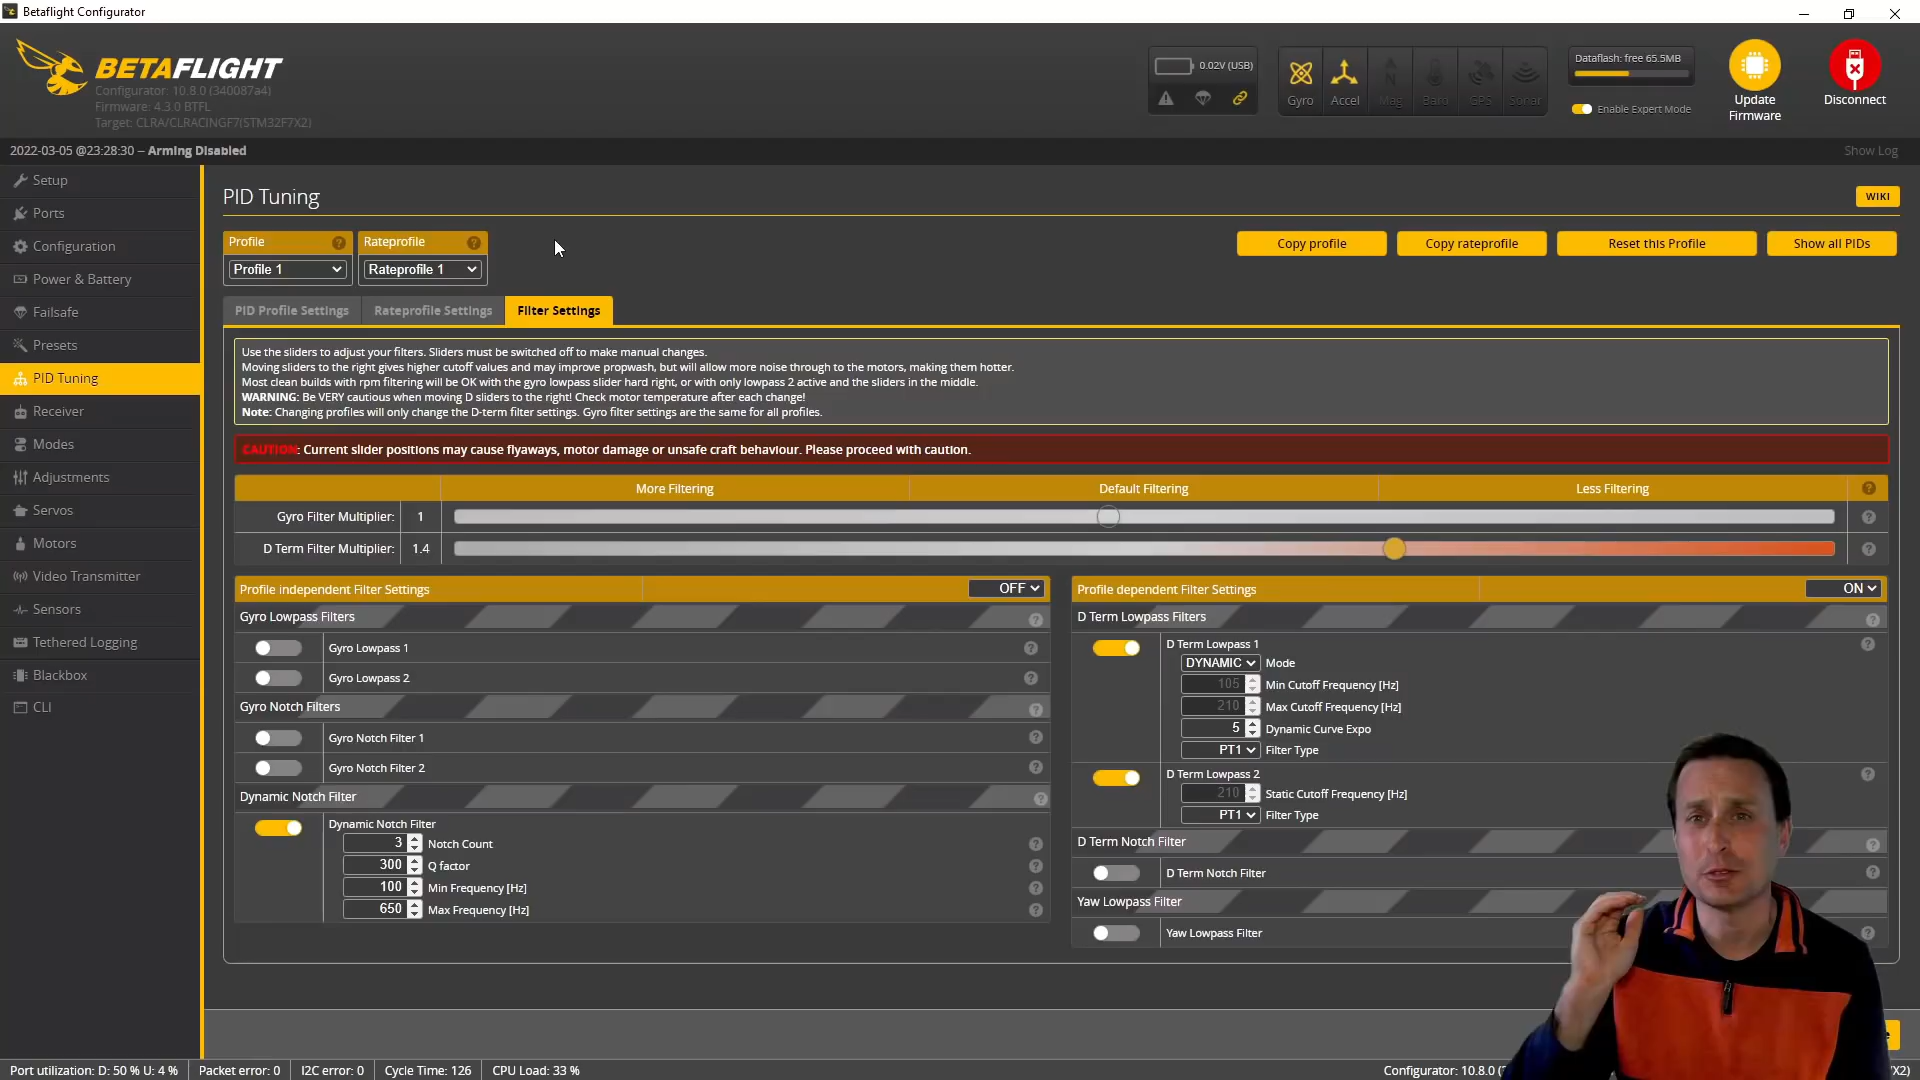 Betaflight Configurator
BETAFLIGHT
Configurator: 10.8.0 (340087a4)
Firmware: 4.3.0 BTFL
Target: CLRA/CLRACINGF7(STM32F7X2)
0.02V (USB)
Gyro
Accel
Mag
Baro
GPS
Sonar
Dataflash: free 65.5MB
Enable Expert Mode
Update
Firmware
Disconnect
2022-03-05 @23:28:30 -- Arming Disabled
Show Log
Setup
Ports
Configuration
Power & Battery
Failsafe
Presets
PID Tuning
Receiver
Modes
Adjustments
Servos
Motors
Video Transmitter
Sensors
Tethered Logging
Blackbox
CLI
PID Tuning
WIKI
Profile
Profile 1
Rateprofile
Rateprofile 1
Copy profile
Copy rateprofile
Reset this Profile
Show all PIDs
PID Profile Settings
Rateprofile Settings
Filter Settings
Use the sliders to adjust your filters. Sliders must be switched off to make manual changes.
Moving sliders to the right gives higher cutoff values and may improve propwash, but will allow more noise through to the motors, making them hotter.
Most clean builds with rpm filtering will be OK with the gyro lowpass slider hard right, or with only lowpass 2 active and the sliders in the middle.
WARNING: Be VERY cautious when moving D sliders to the right! Check motor temperature after each change!
Note: Changing profiles will only change the D-term filter settings. Gyro filter settings are the same for all profiles.
CAUTION: Current slider positions may cause flyaways, motor damage or unsafe craft behaviour. Please proceed with caution.
More Filtering
Default Filtering
Less Filtering
Gyro Filter Multiplier: 1
D Term Filter Multiplier: 1.4
Profile independent Filter Settings OFF
Gyro Lowpass Filters
Gyro Lowpass 1
Gyro Lowpass 2
Gyro Notch Filters
Gyro Notch Filter 1
Gyro Notch Filter 2
Dynamic Notch Filter
Dynamic Notch Filter
3 Notch Count
300 Q factor
100 Min Frequency [Hz]
650 Max Frequency [Hz]
Profile dependent Filter Settings ON
D Term Lowpass Filters
D Term Lowpass 1
DYNAMIC Mode
105 Min Cutoff Frequency [Hz]
210 Max Cutoff Frequency [Hz]
5 Dynamic Curve Expo
PT1 Filter Type
D Term Lowpass 2
210 Static Cutoff Frequency [Hz]
PT1 Filter Type
D Term Notch Filter
D Term Notch Filter
Yaw Lowpass Filter
Yaw Lowpass Filter
Port utilization: D: 50 % U: 4 %
Packet error: 0
I2C error: 0
Cycle Time: 126
CPU Load: 33 %
Configurator: 10.8.0
X2)